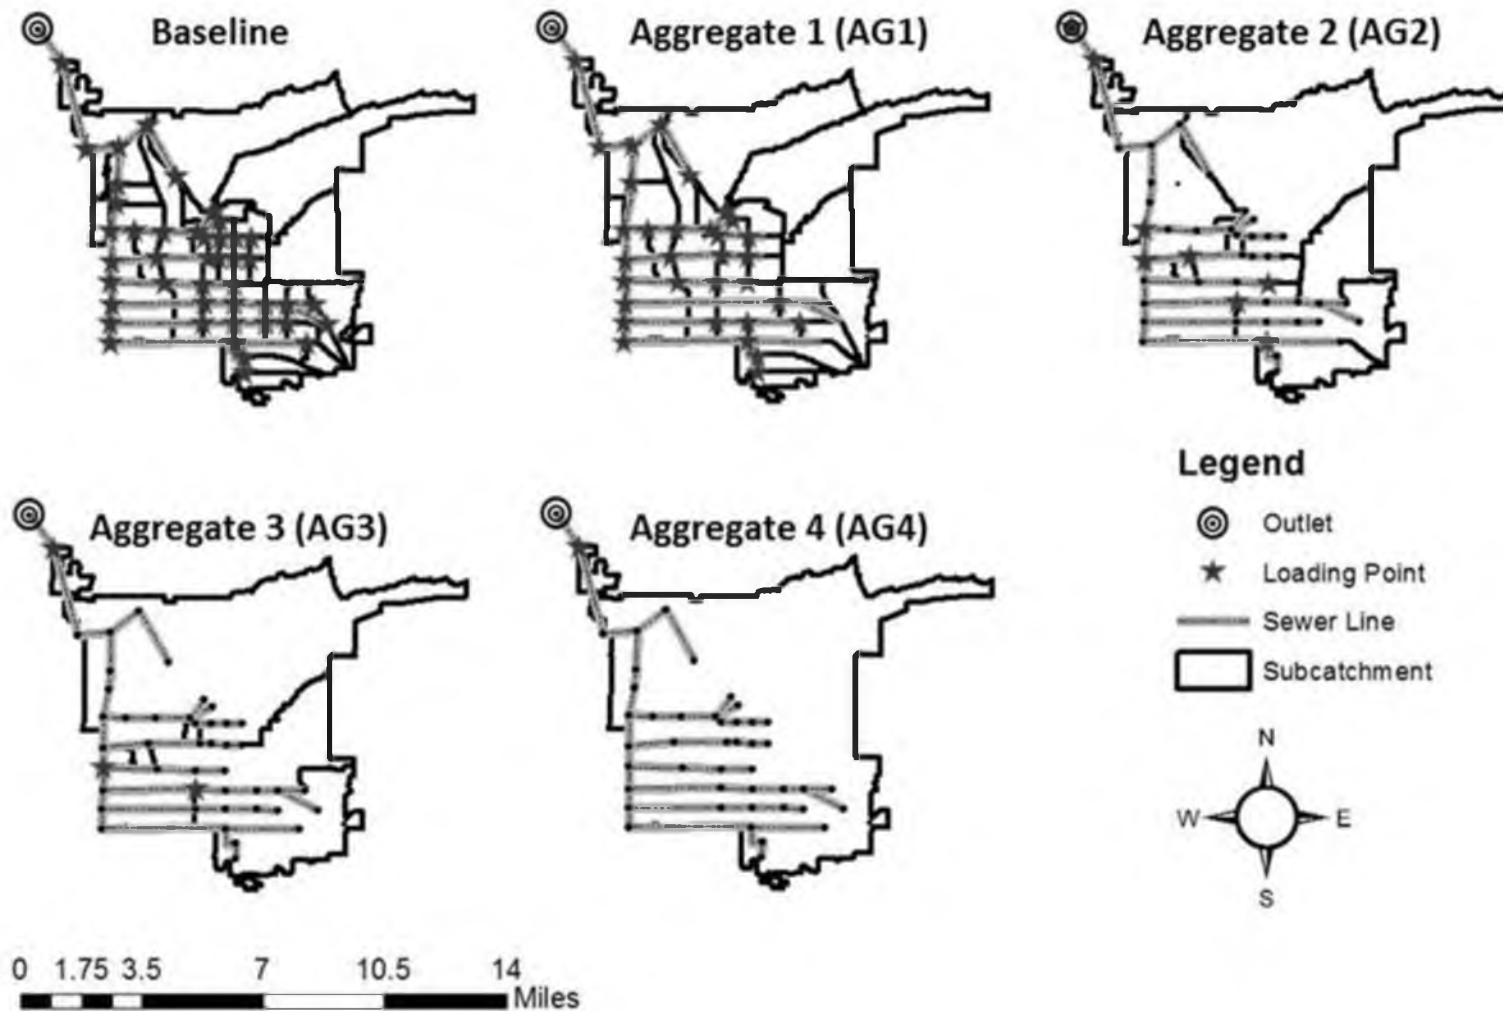 Baseline
Aggregate 1 (AG1)
Aggregate 2 (AG2)
Legend
Outlet
Loading Point
Sewer Line
Subcatchment
Aggregate 3 (AG3)
Aggregate 4 (AG4)
N
W E
S
0 1.75 3.5 7 10.5 14
Miles